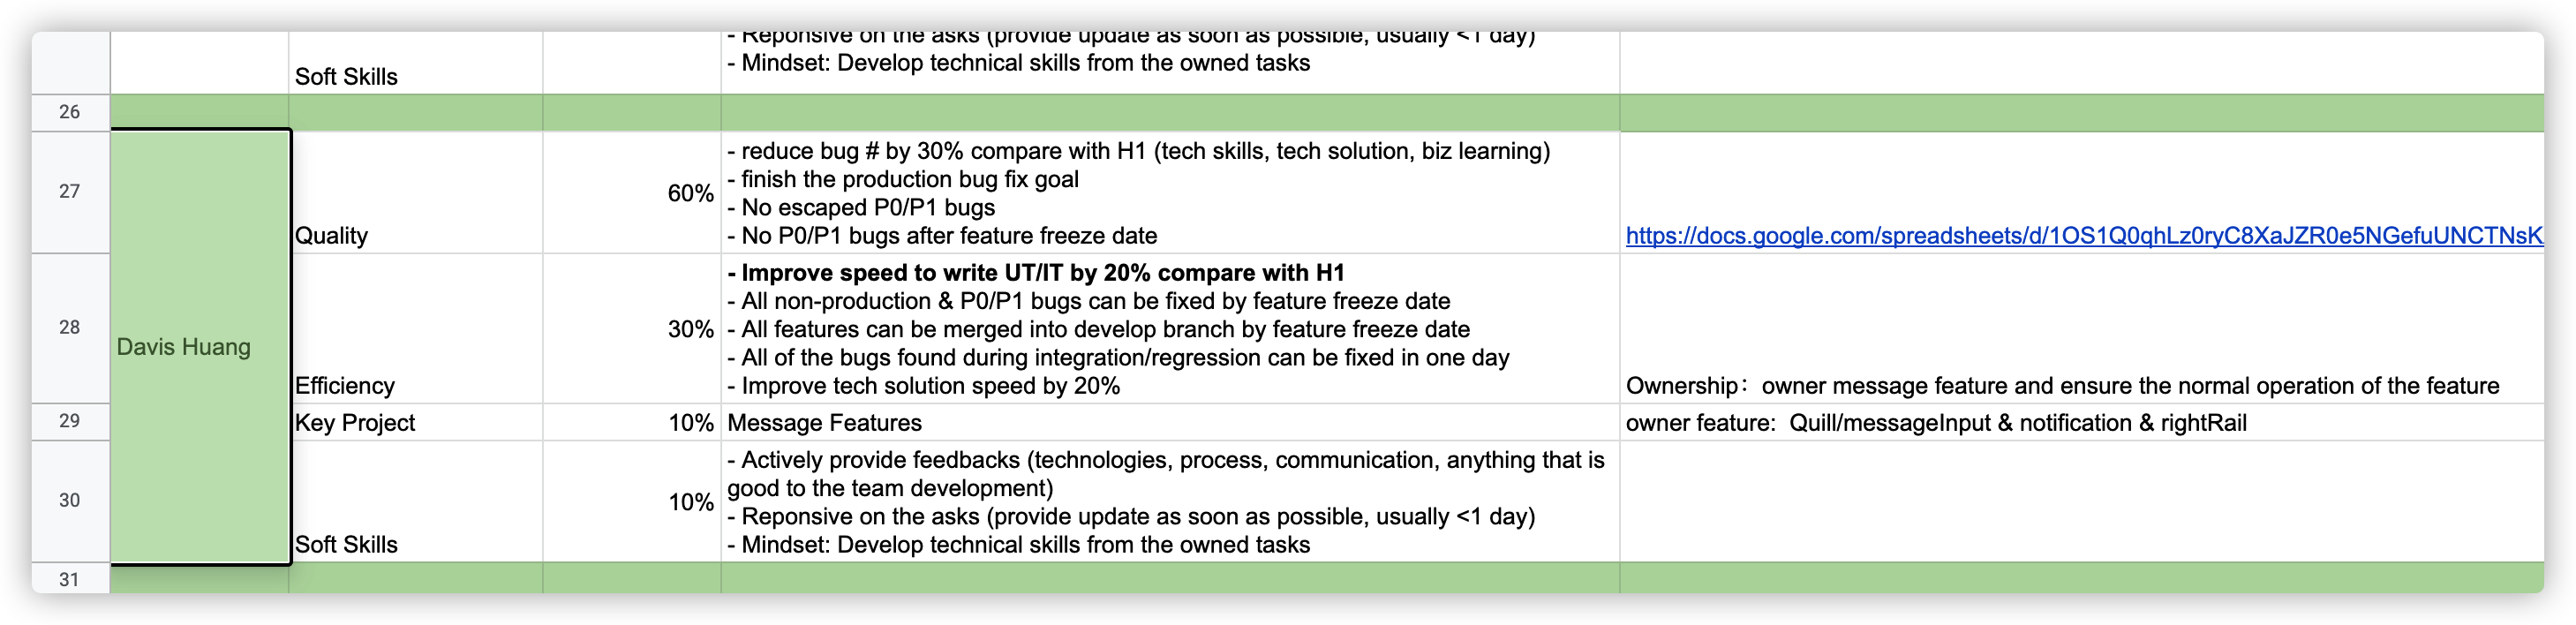 - Reponsive on the asks (provide update as soon as possible, usually <1 day)
- Mindset: Develop technical skills from the owned tasks
Soft Skills
26
27
Quality
60%
- reduce bug # by 30% compare with H1 (tech skills, tech solution, biz learning)
- finish the production bug fix goal
- No escaped P0/P1 bugs
- No P0/P1 bugs after feature freeze date
https://docs.google.com/spreadsheets/d/1OS1Q0qhLz0ryC8XaJZR0e5NGefuUNCTNsK
Davis Huang
28
Efficiency
30%
- Improve speed to write UT/IT by 20% compare with H1
- All non-production & P0/P1 bugs can be fixed by feature freeze date
- All features can be merged into develop branch by feature freeze date
- All of the bugs found during integration/regression can be fixed in one day
- Improve tech solution speed by 20%
Ownership：owner message feature and ensure the normal operation of the feature
29
Key Project
10%
Message Features
owner feature:  Quill/messageInput & notification & rightRail
30
Soft Skills
10%
- Actively provide feedbacks (technologies, process, communication, anything that is
good to the team development)
- Reponsive on the asks (provide update as soon as possible, usually <1 day)
- Mindset: Develop technical skills from the owned tasks
31